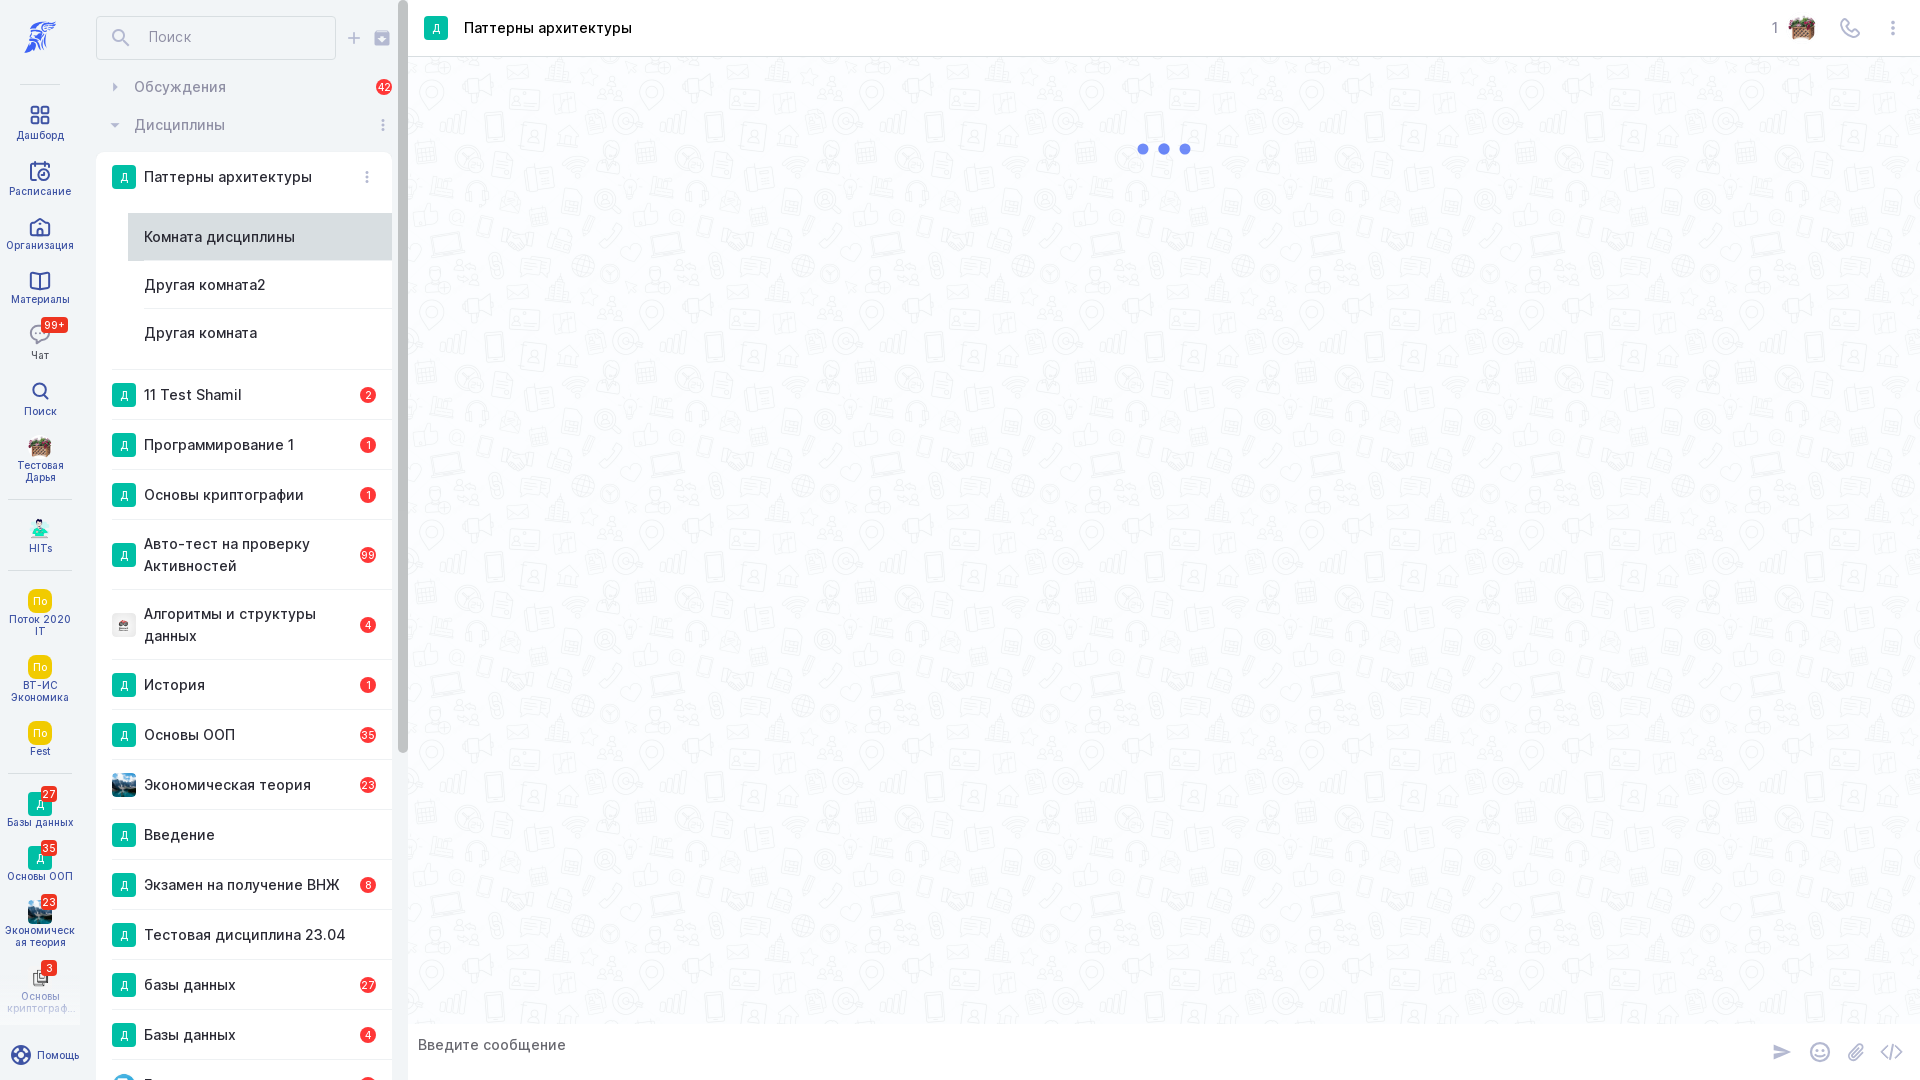 Дашборд
Расписание
Организация
Материалы
99+
Чат
Поиск
Тестовая
Дарья
HITs
По
Поток 2020
IT
По
ВТ-ИС
Экономика
По
Fest
27
Д
Базы данных
35
Д
Основы ООП
23
Экономическ
ая теория
3
Основы
криптограф...
Помощь
Поиск
Обсуждения
42
Дисциплины
Д
Паттерны архитектуры
Комната дисциплины
Другая комната2
Другая комната
Д
11 Test Shamil
2
Д
Программирование 1
1
Д
Основы криптографии
1
Д
Авто-тест на проверку
Активностей
99
Алгоритмы и структуры
данных
4
Д
История
1
Д
Основы ООП
35
Экономическая теория
23
Д
Введение
Д
Экзамен на получение ВНЖ
8
Д
Тестовая дисциплина 23.04
Д
базы данных
27
Д
Базы данных
4
Д
Паттерны архитектуры
1
Введите сообщение